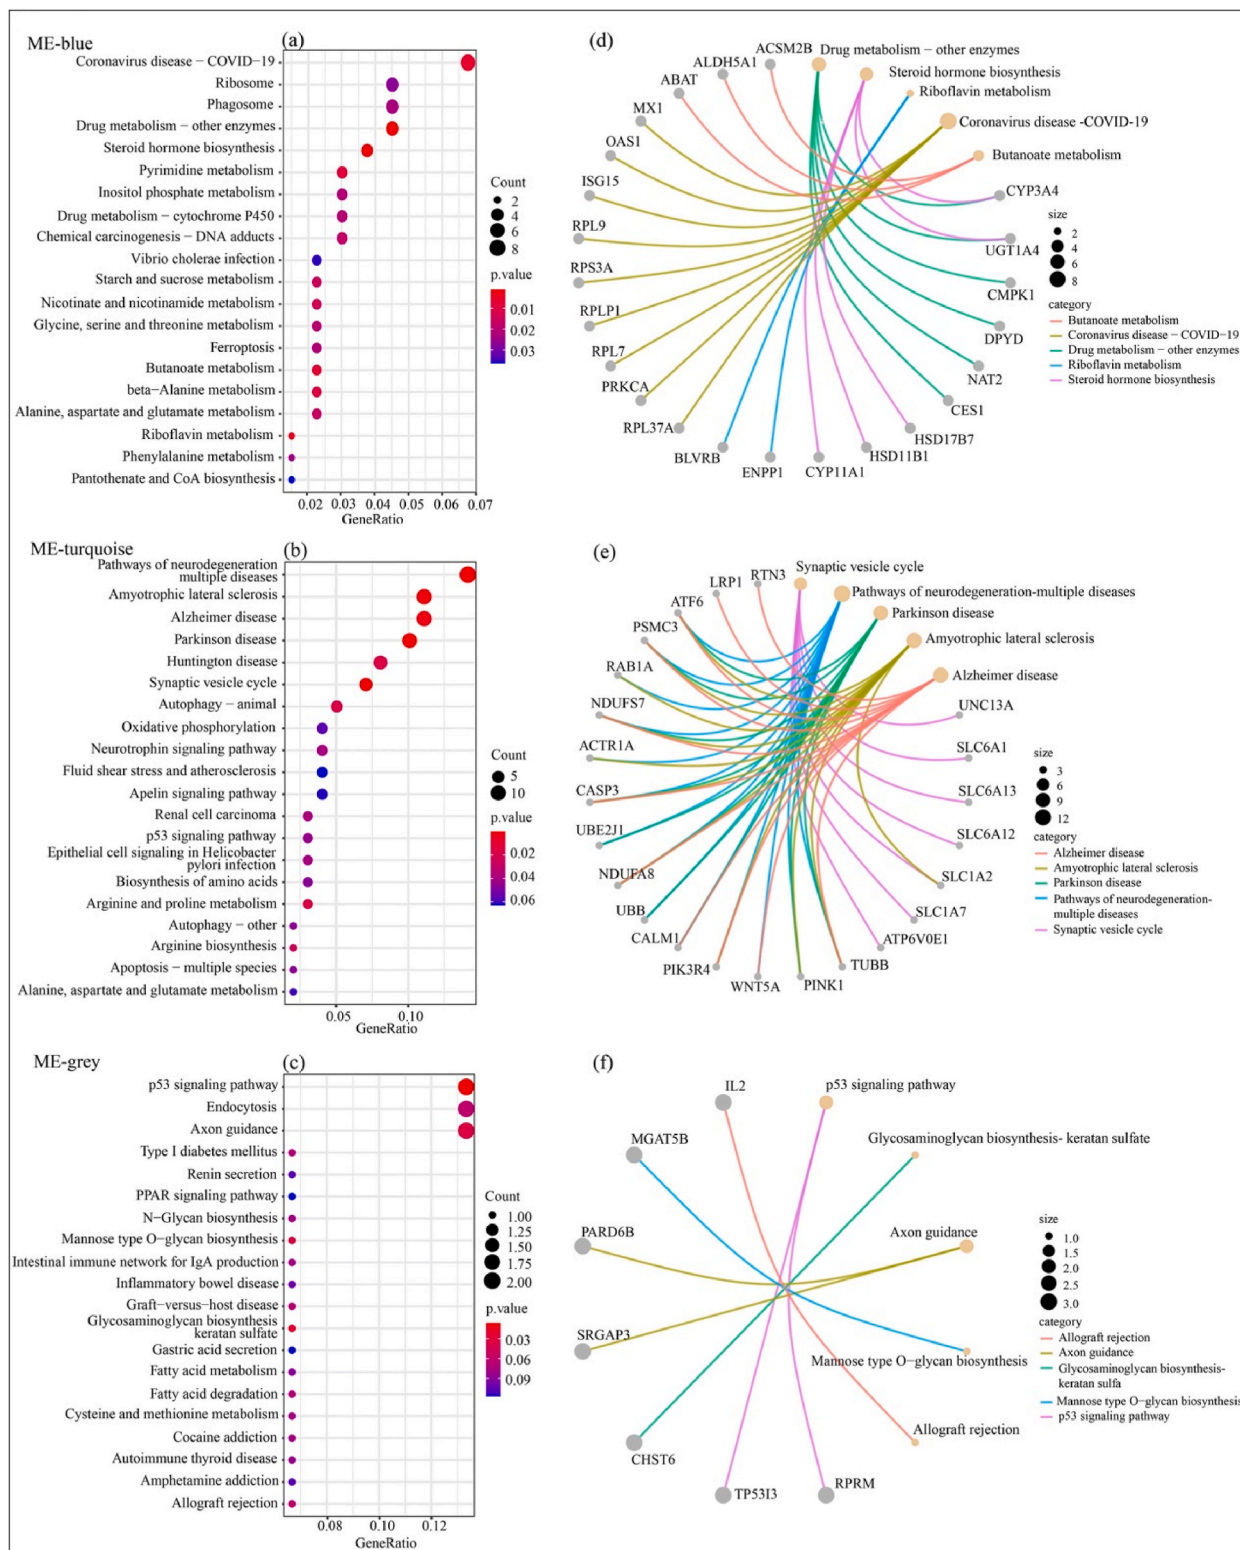 ME-blue
(a)
Coronavirus disease − COVID−19
Ribosome
Phagosome
Drug metabolism − other enzymes
Steroid hormone biosynthesis
Pyrimidine metabolism
Inositol phosphate metabolism
Drug metabolism − cytochrome P450
Chemical carcinogenesis − DNA adducts
Vibrio cholerae infection
Starch and sucrose metabolism
Nicotinate and nicotinamide metabolism
Glycine, serine and threonine metabolism
Ferroptosis
Butanoate metabolism
beta−Alanine metabolism
Alanine, aspartate and glutamate metabolism
Riboflavin metabolism
Phenylalanine metabolism
Pantothenate and CoA biosynthesis
0.02 0.03 0.04 0.05 0.06 0.07
GeneRatio
Count
2
4
6
8
p.value
0.01
0.02
0.03
(d)
ACSM2B
ALDH5A1
ABAT
MX1
OAS1
ISG15
RPL9
RPS3A
RPLP1
RPL7
PRKCA
RPL37A
BLVRB
ENPP1
CYP11A1
HSD11B1
HSD17B7
CES1
NAT2
DPYD
CMPK1
UGT1A4
CYP3A4
Drug metabolism − other enzymes
Steroid hormone biosynthesis
Riboflavin metabolism
Coronavirus disease -COVID-19
Butanoate metabolism
size
2
4
6
8
category
Butanoate metabolism
Coronavirus disease − COVID−19
Drug metabolism − other enzymes
Riboflavin metabolism
Steroid hormone biosynthesis
ME-turquoise
(b)
Pathways of neurodegeneration
multiple diseases
Amyotrophic lateral sclerosis
Alzheimer disease
Parkinson disease
Huntington disease
Synaptic vesicle cycle
Autophagy − animal
Oxidative phosphorylation
Neurotrophin signaling pathway
Fluid shear stress and atherosclerosis
Apelin signaling pathway
Renal cell carcinoma
p53 signaling pathway
Epithelial cell signaling in Helicobacter
pylori infection
Biosynthesis of amino acids
Arginine and proline metabolism
Autophagy − other
Arginine biosynthesis
Apoptosis − multiple species
Alanine, aspartate and glutamate metabolism
0.05 0.10
GeneRatio
Count
5
10
p.value
0.02
0.04
0.06
(e)
RTN3
LRP1
ATF6
PSMC3
RAB1A
NDUFS7
ACTR1A
CASP3
UBE2J1
NDUFA8
UBB
CALM1
PIK3R4
WNT5A
PINK1
TUBB
ATP6V0E1
SLC1A7
SLC1A2
SLC6A12
SLC6A13
SLC6A1
UNC13A
Synaptic vesicle cycle
Pathways of neurodegeneration-multiple diseases
Parkinson disease
Amyotrophic lateral sclerosis
Alzheimer disease
size
3
6
9
12
category
Alzheimer disease
Amyotrophic lateral sclerosis
Parkinson disease
Pathways of neurodegeneration-
multiple diseases
Synaptic vesicle cycle
ME-grey
(c)
p53 signaling pathway
Endocytosis
Axon guidance
Type I diabetes mellitus
Renin secretion
PPAR signaling pathway
N−Glycan biosynthesis
Mannose type O−glycan biosynthesis
Intestinal immune network for IgA production
Inflammatory bowel disease
Graft−versus−host disease
Glycosaminoglycan biosynthesis
keratan sulfate
Gastric acid secretion
Fatty acid metabolism
Fatty acid degradation
Cysteine and methionine metabolism
Cocaine addiction
Autoimmune thyroid disease
Amphetamine addiction
Allograft rejection
0.08 0.10 0.12
GeneRatio
Count
1.00
1.25
1.50
1.75
2.00
p.value
0.03
0.06
0.09
(f)
IL2
MGAT5B
PARD6B
SRGAP3
CHST6
TP53I3
RPRM
p53 signaling pathway
Glycosaminoglycan biosynthesis- keratan sulfate
Axon guidance
Mannose type O−glycan biosynthesis
Allograft rejection
size
1.0
1.5
2.0
2.5
3.0
category
Allograft rejection
Axon guidance
Glycosaminoglycan biosynthesis-
keratan sulfa
Mannose type O−glycan biosynthesis
p53 signaling pathway